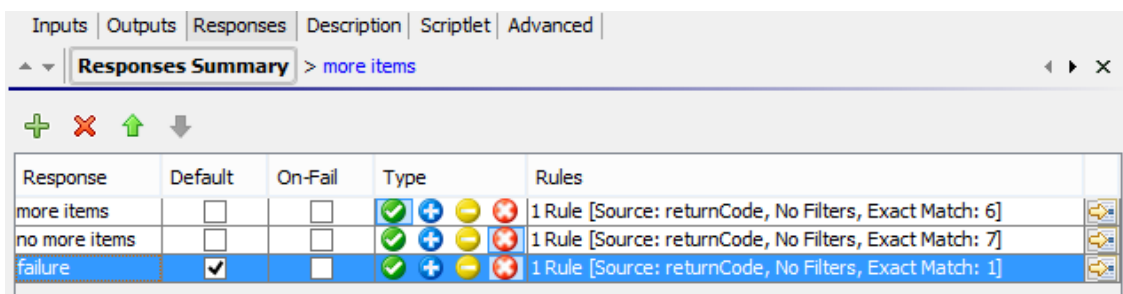 Inputs Outputs Responses Description Scriptlet Advanced
Responses Summary > more items
Response Default On-Fail Type Rules
more items 1 Rule [Source: returnCode, No Filters, Exact Match: 6]
no more items 1 Rule [Source: returnCode, No Filters, Exact Match: 7]
failure 1 Rule [Source: returnCode, No Filters, Exact Match: 1]